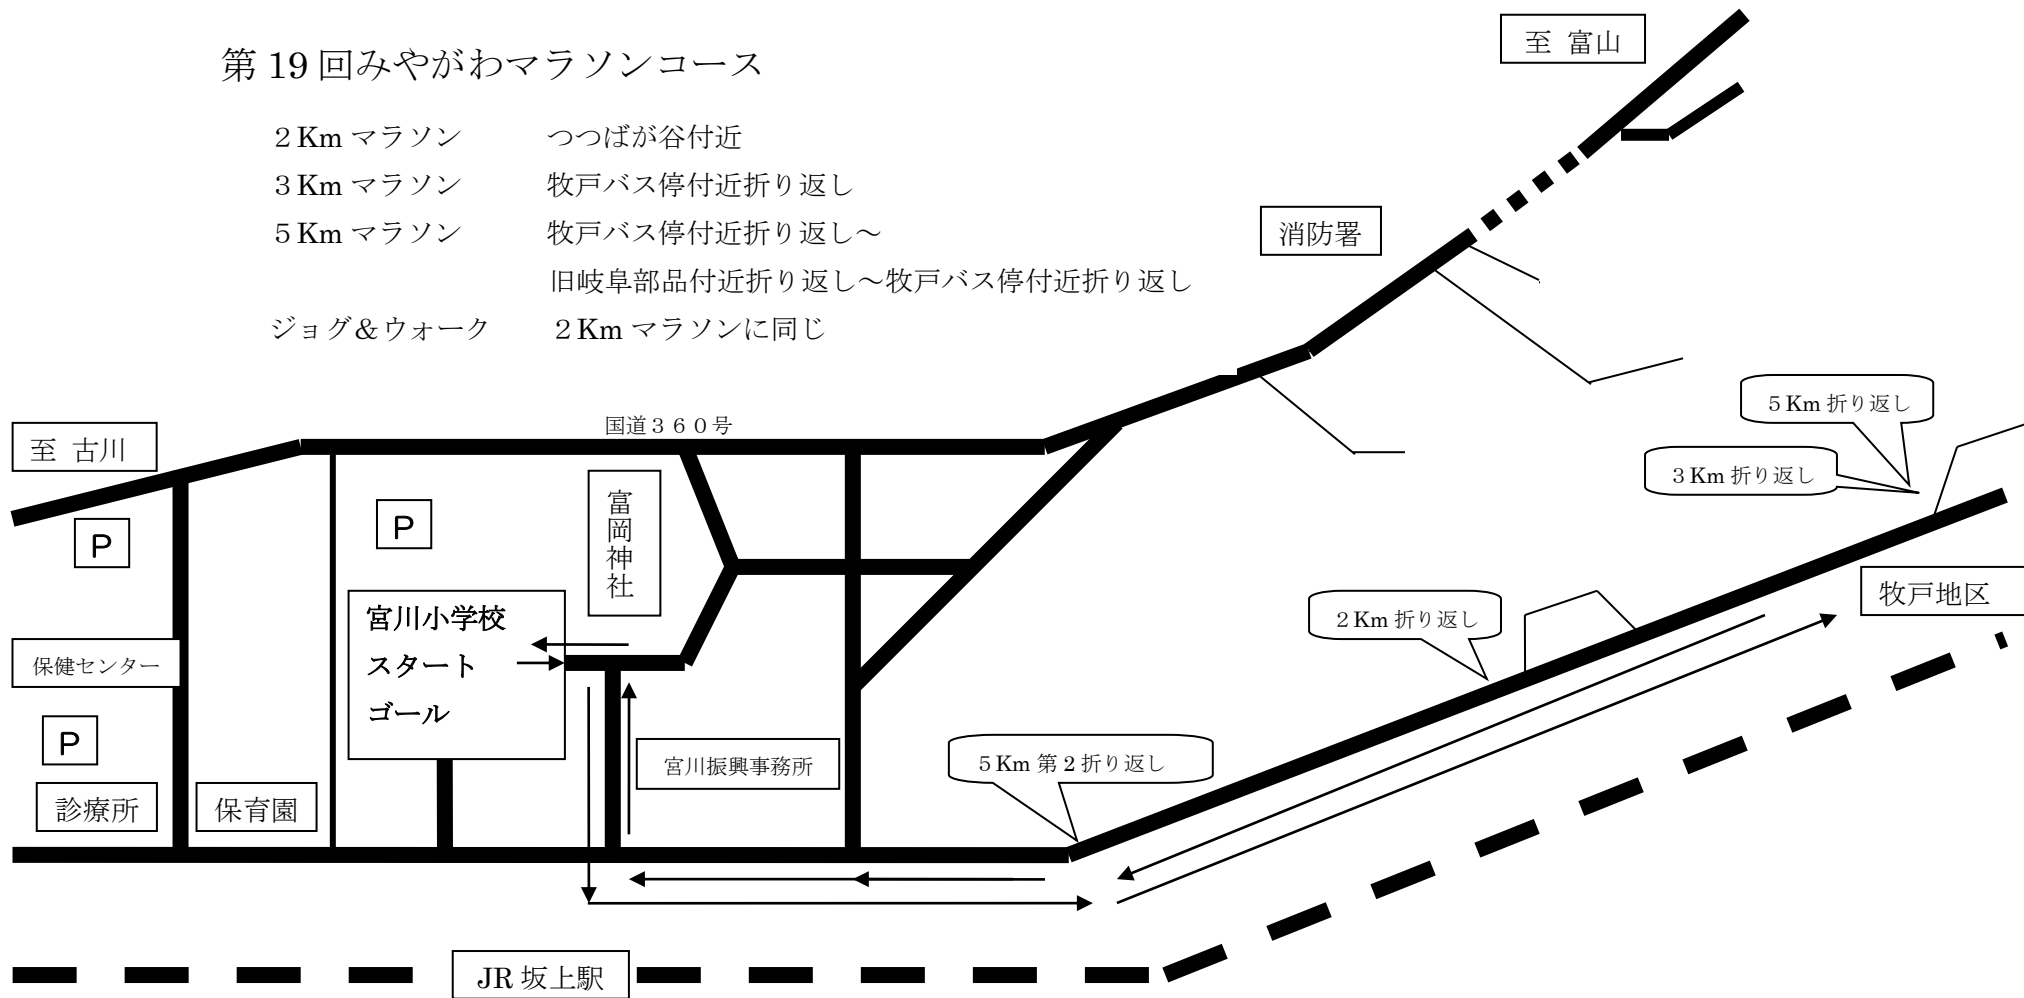 第19回みやがわマラソンコース
２Kmマラソン　つつばが谷付近
３Kmマラソン　牧戸バス停付近折り返し
５Kmマラソン　牧戸バス停付近折り返し～
旧岐阜部品付近折り返し～牧戸バス停付近折り返し
ジョグ＆ウォーク　２Kmマラソンに同じ
至 富山
消防署
国道３６０号
至 古川
５Km折り返し
３Km折り返し
P
P
富岡神社
牧戸地区
宮川小学校
スタート
ゴール
２Km折り返し
保健センター
P
宮川振興事務所
５Km第2折り返し
診療所
保育園
JR坂上駅